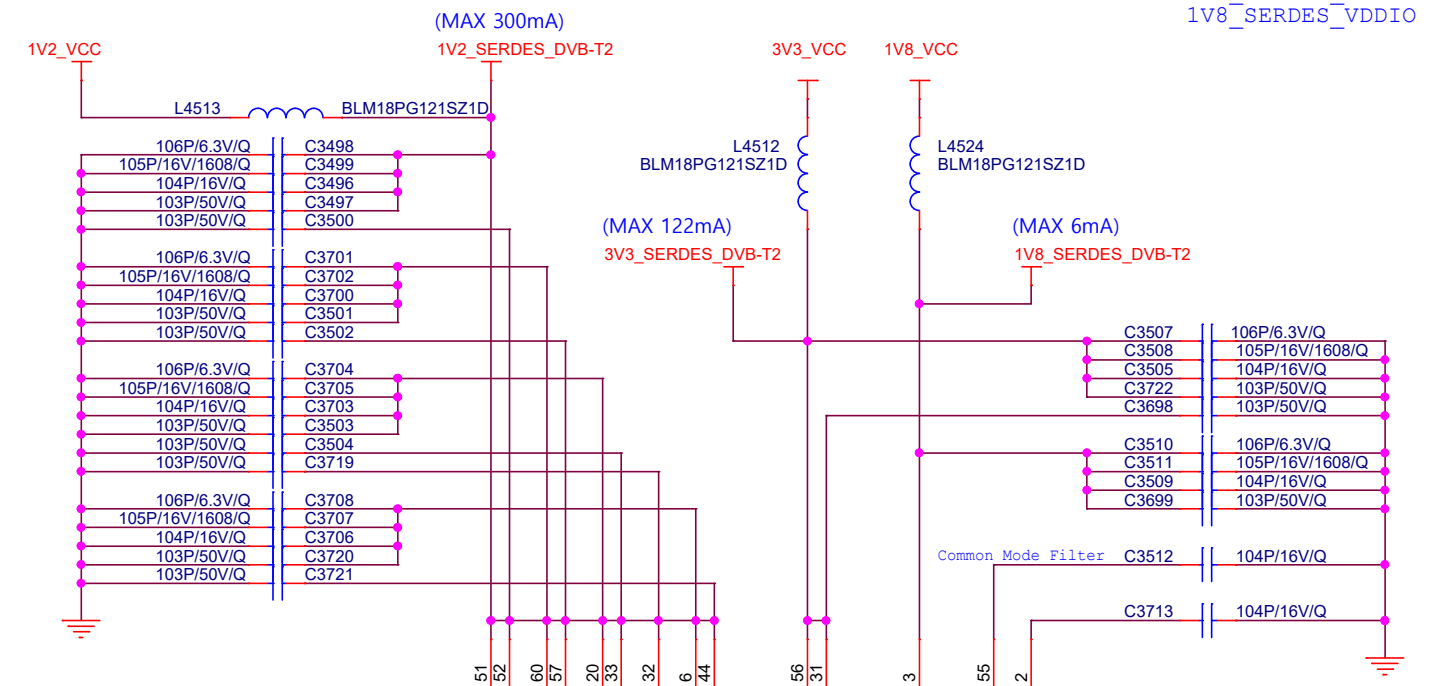 (MAX 300mA)
1V8_SERDES_VDDIO
1V2_VCC
1V2_SERDES_DVB-T2
3V3_VCC
1V8_VCC
L4513
BLM18PG121SZ1D
L4512
BLM18PG121SZ1D
L4524
BLM18PG121SZ1D
106P/6.3V/Q C3498
105P/16V/1608/Q C3499
104P/16V/Q C3496
103P/50V/Q C3497
103P/50V/Q C3500
(MAX 122mA)
3V3_SERDES_DVB-T2
(MAX 6mA)
1V8_SERDES_DVB-T2
106P/6.3V/Q C3701
105P/16V/1608/Q C3702
104P/16V/Q C3700
103P/50V/Q C3501
103P/50V/Q C3502
106P/6.3V/Q C3704
105P/16V/1608/Q C3705
104P/16V/Q C3703
103P/50V/Q C3503
103P/50V/Q C3504
103P/50V/Q C3719
106P/6.3V/Q C3708
105P/16V/1608/Q C3707
104P/16V/Q C3706
103P/50V/Q C3720
103P/50V/Q C3721
C3507 106P/6.3V/Q
C3508 105P/16V/1608/Q
C3505 104P/16V/Q
C3722 103P/50V/Q
C3698 103P/50V/Q
C3510 106P/6.3V/Q
C3511 105P/16V/1608/Q
C3509 104P/16V/Q
C3699 103P/50V/Q
Common Mode Filter C3512 104P/16V/Q
C3713 104P/16V/Q
51 52 60 57 20 33 32 6 44 56 31 3 55 2